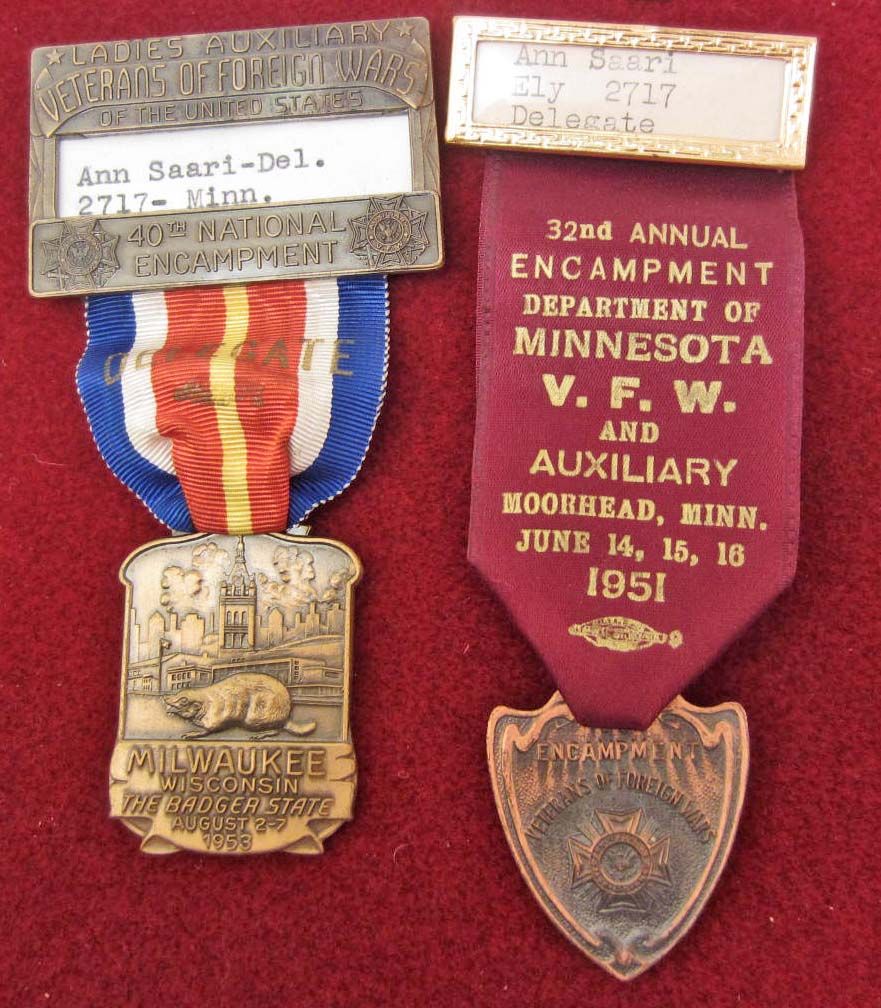 LADIES AUXILIARY
VETERANS OF FOREIGN WARS
OF THE UNITED STATES
Ann Saari-Del.
2717- Minn.
40TH NATIONAL
ENCAMPMENT
DELEGATE
MILWAUKEE
WISCONSIN
THE BADGER STATE
AUGUST 2-7
1953
Ann Saari
Ely 2717
Delegate
32nd ANNUAL
ENCAMPMENT
DEPARTMENT OF
MINNESOTA
V. F. W.
AND
AUXILIARY
MOORHEAD, MINN.
JUNE 14, 15, 16
1951
ENCAMPMENT
VETERANS OF FOREIGN WARS